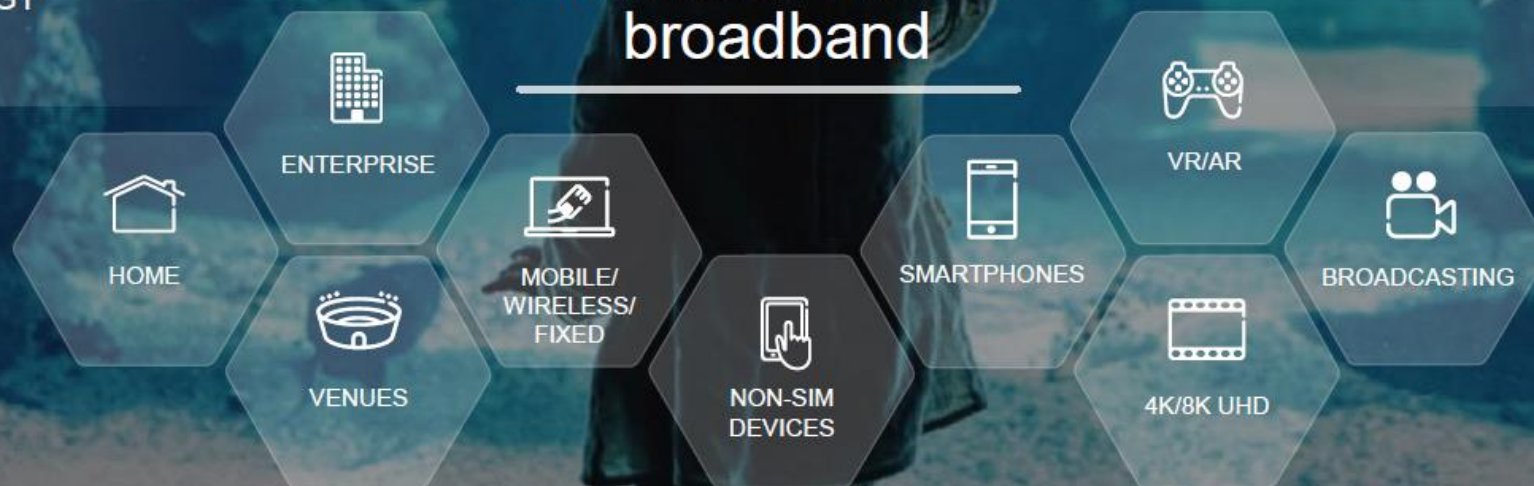 broadband
ENTERPRISE
VR/AR
HOME
MOBILE/
WIRELESS/
FIXED
SMARTPHONES
BROADCASTING
VENUES
NON-SIM
DEVICES
4K/8K UHD